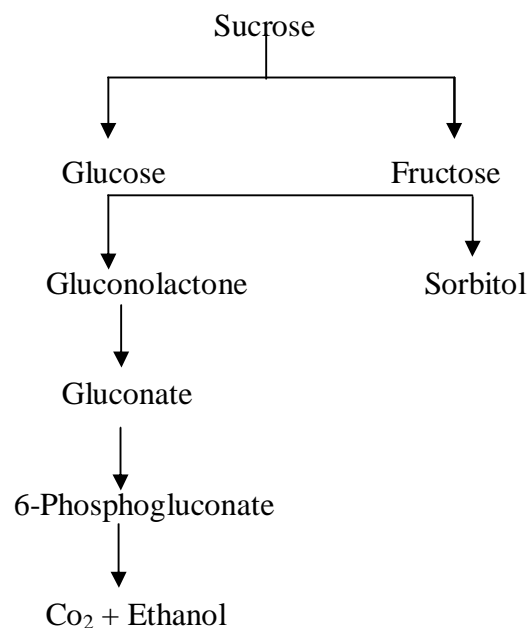 Sucrose
Glucose Fructose
Gluconolactone Sorbitol
Gluconate
6-Phosphogluconate
Co₂ + Ethanol